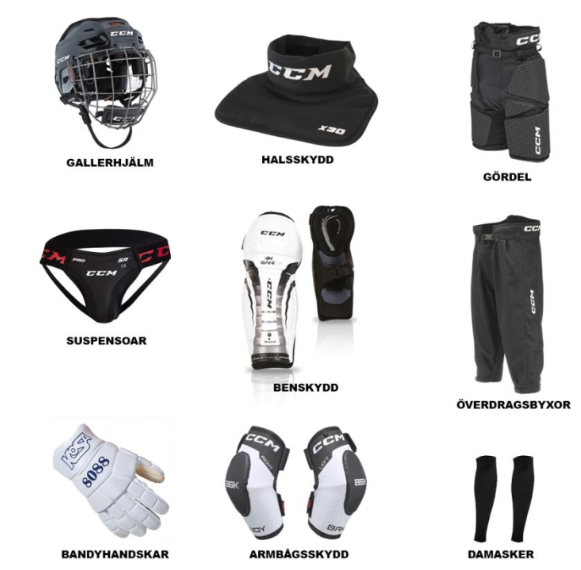 CCM
CCM
X30
CCM
CCM
GALLERHJÄLM
HALSSKYDD
GÖRDEL
PRO
SR
CCM
CCM
CCM
CCM
SUSPENSOAR
BENSKYDD
ÖVERDRAGSBYXOR
KOSA
8088
CCM
CCM
BANDYHANDSKAR
ARMBÅGSSKYDD
DAMASKER